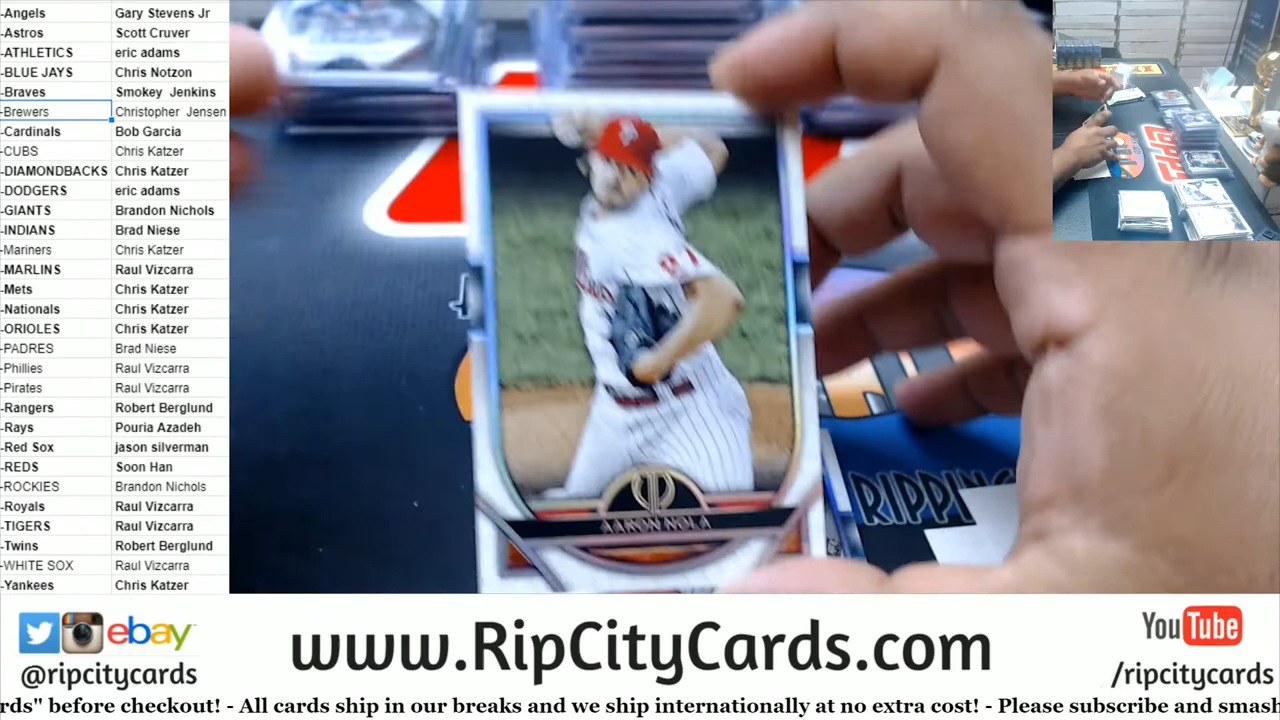 -Angels Gary Stevens Jr
-Astros Scott Cruver
-ATHLETICS eric adams
-BLUE JAYS Chris Notzon
-Braves Smokey Jenkins
-Brewers Christopher Jensen
-Cardinals Bob Garcia
-CUBS Chris Katzer
-DIAMONDBACKS Chris Katzer
-DODGERS eric adams
-GIANTS Brandon Nichols
-INDIANS Brad Niese
-Mariners Chris Katzer
-MARLINS Raul Vizcarra
-Mets Chris Katzer
-Nationals Chris Katzer
-ORIOLES Chris Katzer
-PADRES Brad Niese
-Phillies Raul Vizcarra
-Pirates Raul Vizcarra
-Rangers Robert Berglund
-Rays Pouria Azadeh
-Red Sox jason silverman
-REDS Soon Han
-ROCKIES Brandon Nichols
-Royals Raul Vizcarra
-TIGERS Raul Vizcarra
-Twins Robert Berglund
-WHITE SOX Raul Vizcarra
-Yankees Chris Katzer
AARON NOLA
RIPPING
ebay
@ripcitycards
www.RipCityCards.com
YouTube
/ripcitycards
rds" before checkout! - All cards ship in our breaks and we ship internationally at no extra cost! - Please subscribe and smash